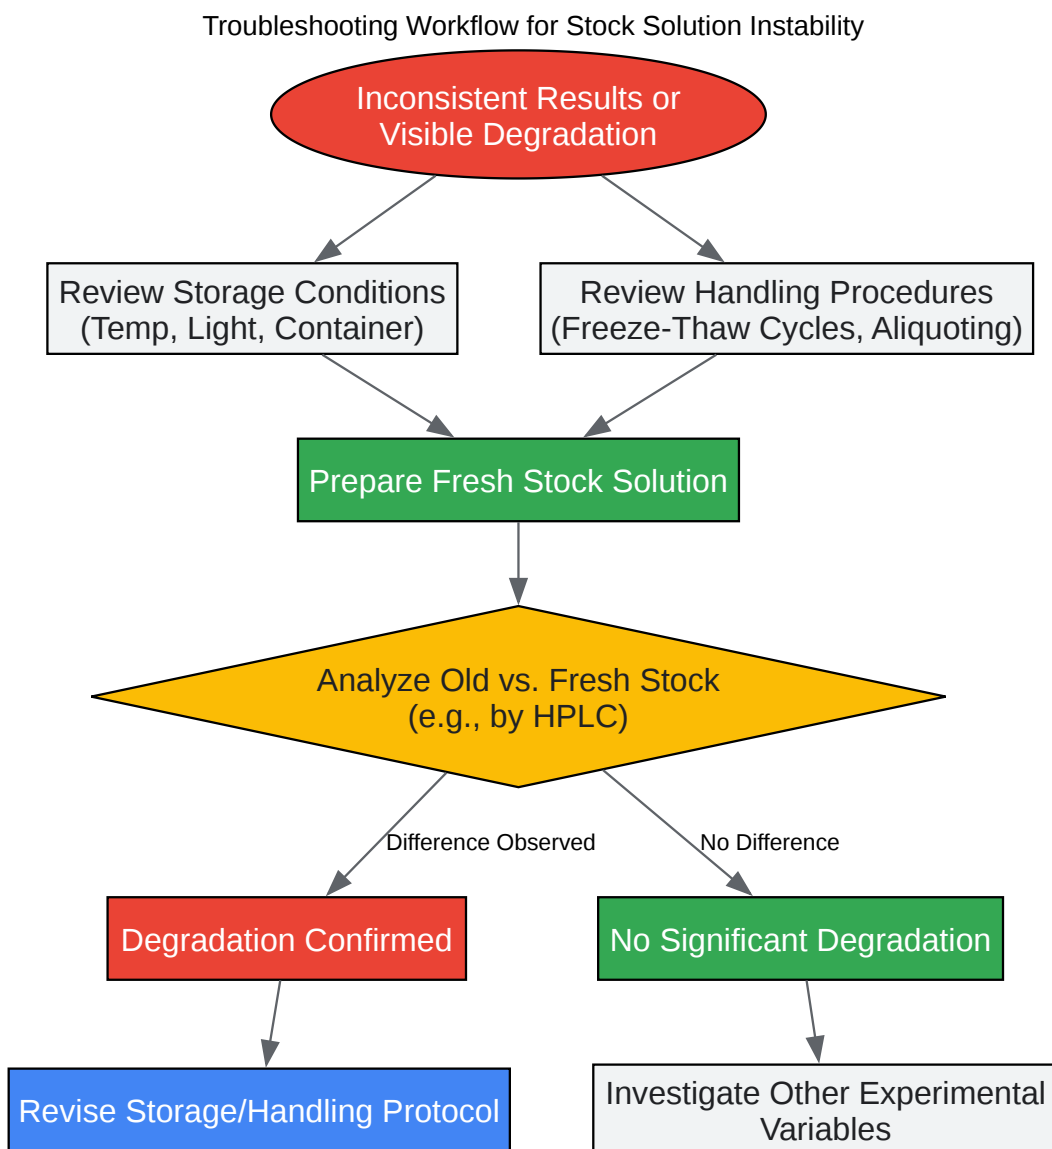 Troubleshooting Workflow for Stock Solution Instability
Inconsistent Results or
Visible Degradation
Review Storage Conditions
(Temp, Light, Container)
Review Handling Procedures
(Freeze-Thaw Cycles, Aliquoting)
Prepare Fresh Stock Solution
Analyze Old vs. Fresh Stock
(e.g., by HPLC)
Difference Observed
No Difference
Degradation Confirmed
No Significant Degradation
Revise Storage/Handling Protocol
Investigate Other Experimental
Variables